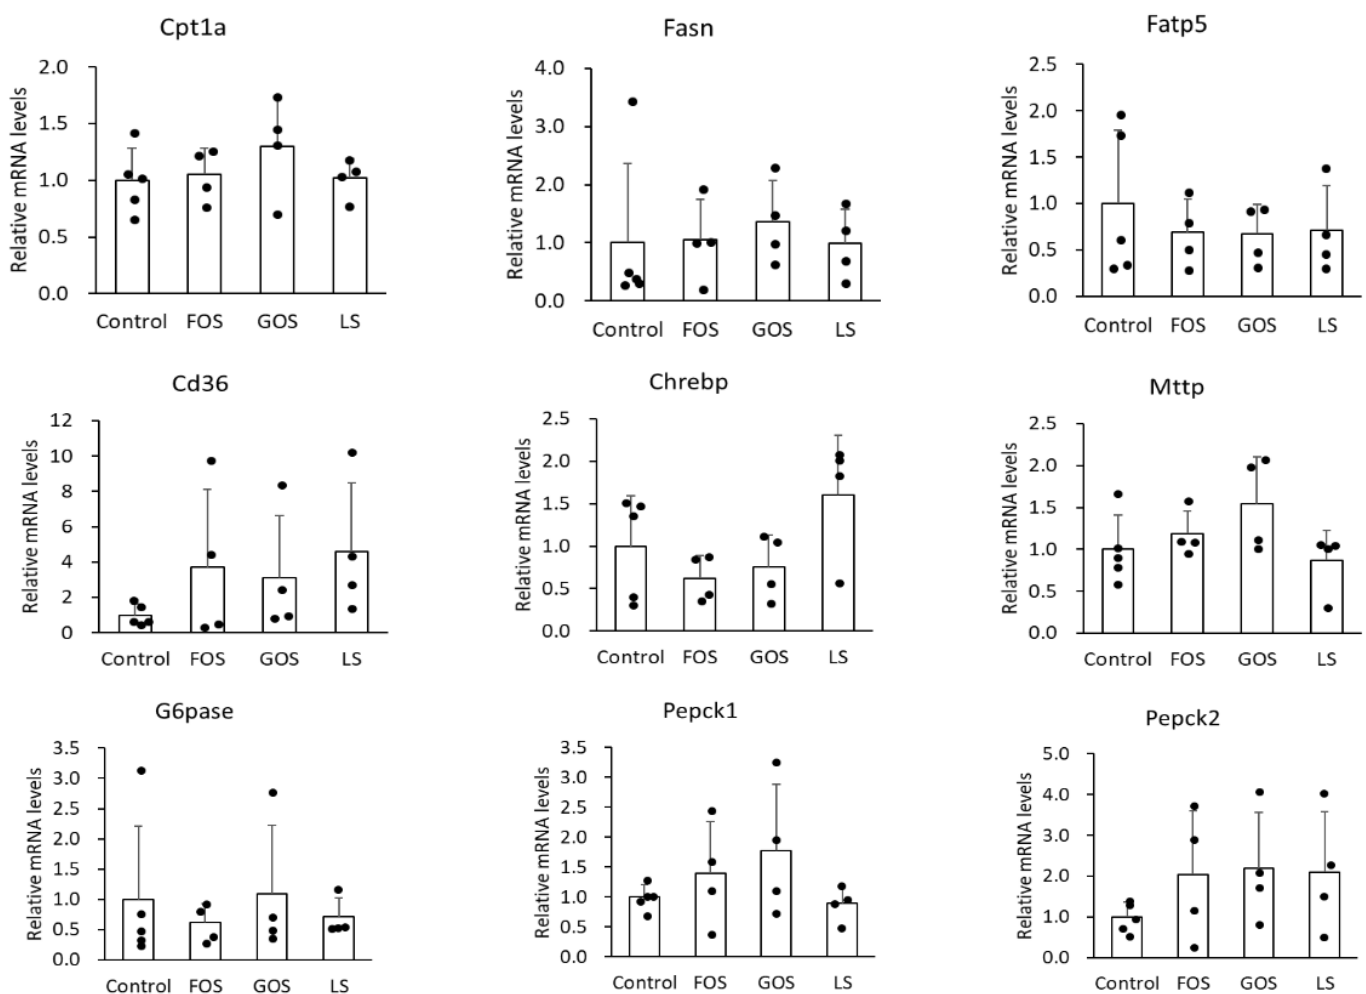 Cpt1a
Relative mRNA levels
2.0
1.5
1.0
0.5
0.0
Control FOS GOS LS
Fasn
Relative mRNA levels
4.0
3.0
2.0
1.0
0.0
Control FOS GOS LS
Fatp5
Relative mRNA levels
2.5
2.0
1.5
1.0
0.5
0.0
Control FOS GOS LS
Cd36
Relative mRNA levels
12
10
8
6
4
2
0
Control FOS GOS LS
Chrebp
Relative mRNA levels
2.5
2.0
1.5
1.0
0.5
0.0
Control FOS GOS LS
Mttp
Relative mRNA levels
2.5
2.0
1.5
1.0
0.5
0.0
Control FOS GOS LS
G6pase
Relative mRNA levels
3.5
3.0
2.5
2.0
1.5
1.0
0.5
0.0
Control FOS GOS LS
Pepck1
Relative mRNA levels
3.5
3.0
2.5
2.0
1.5
1.0
0.5
0.0
Control FOS GOS LS
Pepck2
Relative mRNA levels
5.0
4.0
3.0
2.0
1.0
0.0
Control FOS GOS LS